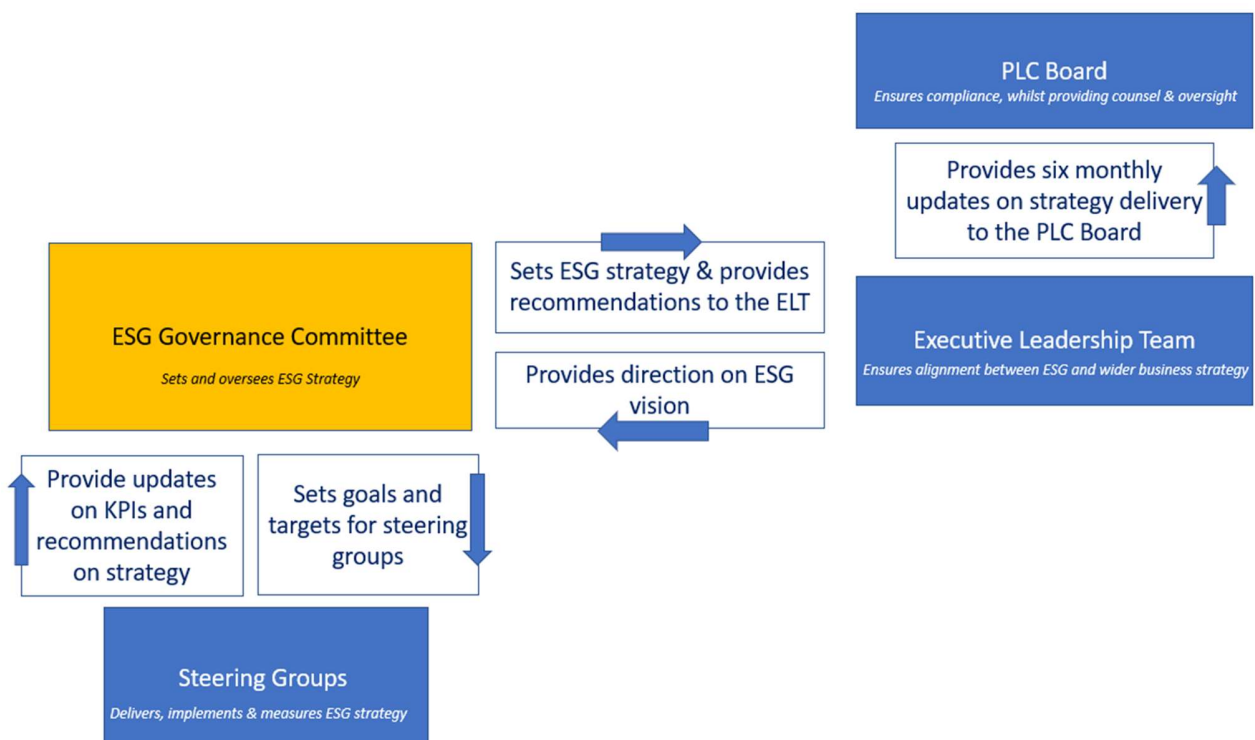 PLC Board
Ensures compliance, whilst providing counsel & oversight
Provides six monthly
updates on strategy delivery
to the PLC Board
ESG Governance Committee
Sets and oversees ESG Strategy
Sets ESG strategy & provides
recommendations to the ELT
Provides direction on ESG
vision
Executive Leadership Team
Ensures alignment between ESG and wider business strategy
Provide updates
on KPIs and
recommendations
on strategy
Sets goals and
targets for steering
groups
Steering Groups
Delivers, implements & measures ESG strategy